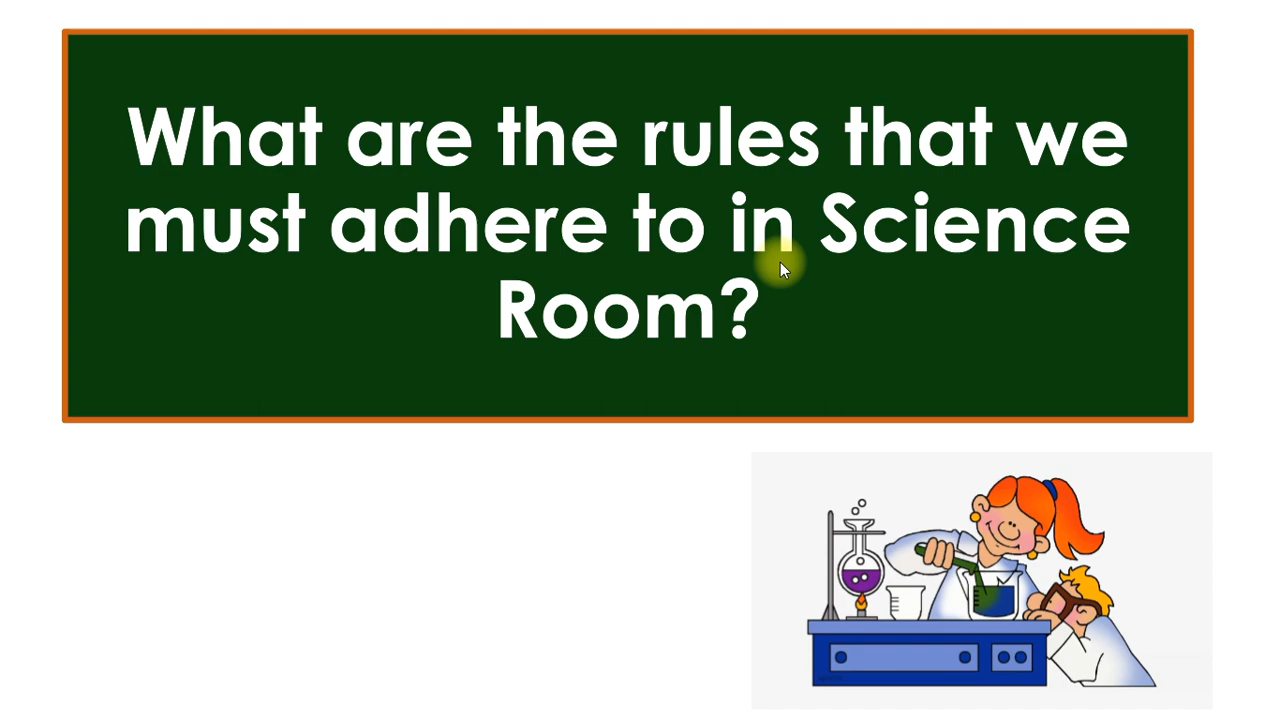 What are the rules that we
must adhere to in Science
Room?